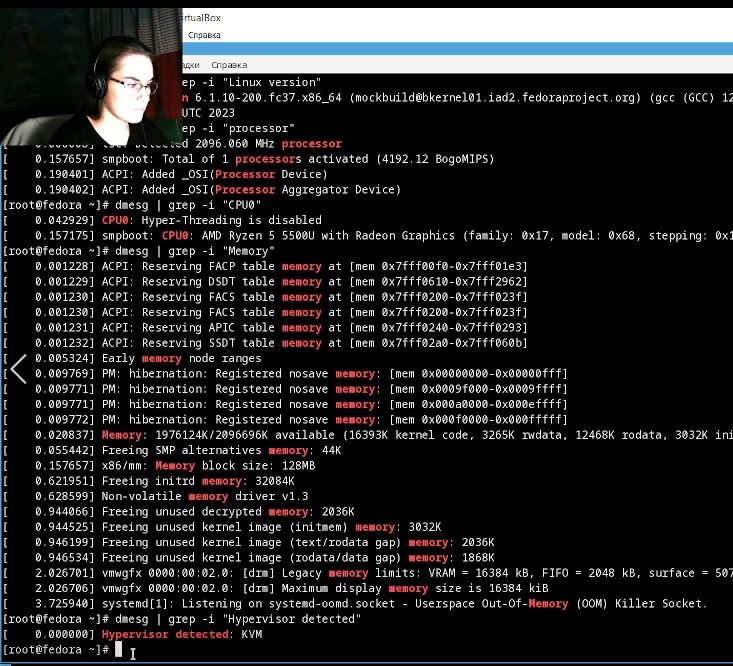 rtualBox
Справка
дки Справка
ep -i "Linux version"
n 6.1.10-200.fc37.x86_64 (mockbuild@bkernel01.iad2.fedoraproject.org) (gcc (GCC) 12
UTC 2023
ep -i "processor"
Detected 2096.060 MHz processor
[ 0.157657] smpboot: Total of 1 processors activated (4192.12 BogoMIPS)
[ 0.190401] ACPI: Added _OSI(Processor Device)
[ 0.190402] ACPI: Added _OSI(Processor Aggregator Device)
[root@fedora ~]# dmesg | grep -i "CPU0"
[ 0.042929] CPU0: Hyper-Threading is disabled
[ 0.157175] smpboot: CPU0: AMD Ryzen 5 5500U with Radeon Graphics (family: 0x17, model: 0x68, stepping: 0x1
[root@fedora ~]# dmesg | grep -i "Memory"
[ 0.001228] ACPI: Reserving FACP table memory at [mem 0x7fff00f0-0x7fff01e3]
[ 0.001229] ACPI: Reserving DSDT table memory at [mem 0x7fff0610-0x7fff2962]
[ 0.001230] ACPI: Reserving FACS table memory at [mem 0x7fff0200-0x7fff023f]
[ 0.001230] ACPI: Reserving FACS table memory at [mem 0x7fff0200-0x7fff023f]
[ 0.001231] ACPI: Reserving APIC table memory at [mem 0x7fff0240-0x7fff0293]
[ 0.001232] ACPI: Reserving SSDT table memory at [mem 0x7fff02a0-0x7fff060b]
[ 0.005324] Early memory node ranges
[ 0.009769] PM: hibernation: Registered nosave memory: [mem 0x00000000-0x00000fff]
[ 0.009771] PM: hibernation: Registered nosave memory: [mem 0x0009f000-0x0009ffff]
[ 0.009771] PM: hibernation: Registered nosave memory: [mem 0x000a0000-0x000effff]
[ 0.009772] PM: hibernation: Registered nosave memory: [mem 0x000f0000-0x000fffff]
[ 0.020837] Memory: 1976124K/2096696K available (16393K kernel code, 3265K rwdata, 12468K rodata, 3032K ini
[ 0.055442] Freeing SMP alternatives memory: 44K
[ 0.157657] x86/mm: Memory block size: 128MB
[ 0.621951] Freeing initrd memory: 32084K
[ 0.628599] Non-volatile memory driver v1.3
[ 0.944066] Freeing unused decrypted memory: 2036K
[ 0.944525] Freeing unused kernel image (initmem) memory: 3032K
[ 0.946199] Freeing unused kernel image (text/rodata gap) memory: 2036K
[ 0.946534] Freeing unused kernel image (rodata/data gap) memory: 1868K
[ 2.026701] vmwgfx 0000:00:02.0: [drm] Legacy memory limits: VRAM = 16384 kB, FIFO = 2048 kB, surface = 507
[ 2.026706] vmwgfx 0000:00:02.0: [drm] Maximum display memory size is 16384 kiB
[ 3.725940] systemd[1]: Listening on systemd-oomd.socket - Userspace Out-Of-Memory (OOM) Killer Socket.
[root@fedora ~]# dmesg | grep -i "Hypervisor detected"
[ 0.000000] Hypervisor detected: KVM
[root@fedora ~]#